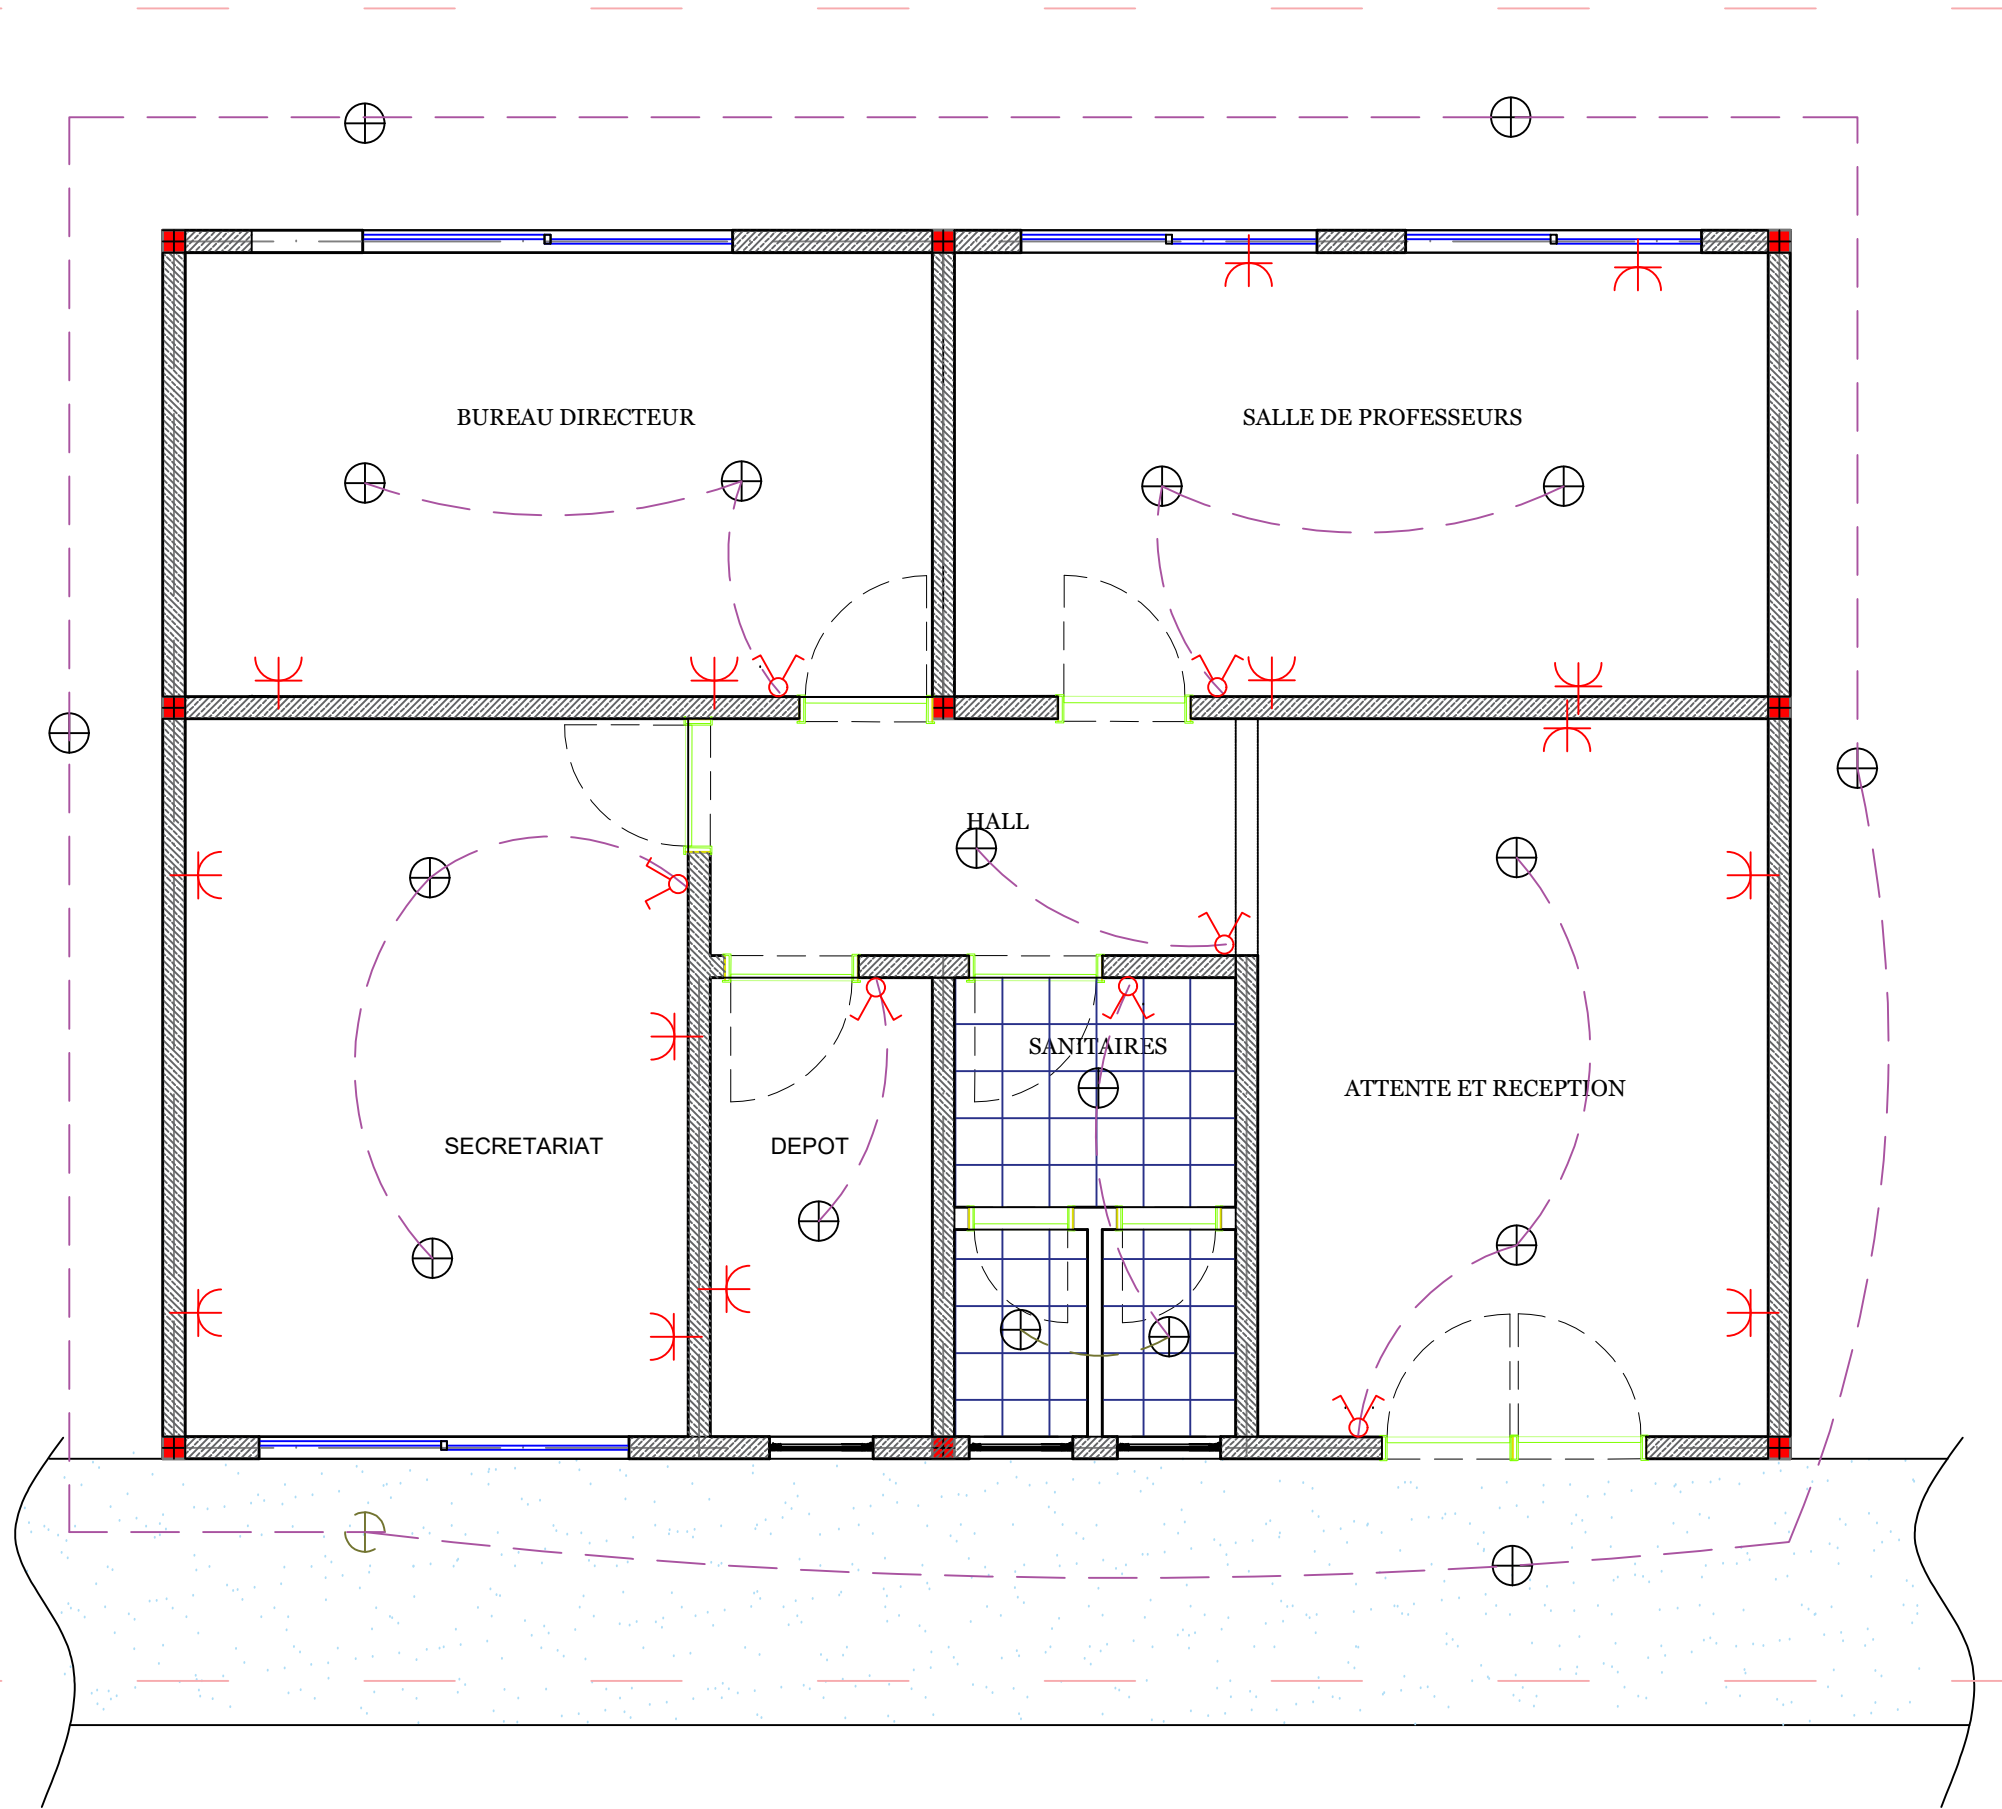 BUREAU DIRECTEUR
SALLE DE PROFESSEURS
HALL
SANITAIRES
ATTENTE ET RECEPTION
SECRETARIAT
DEPOT